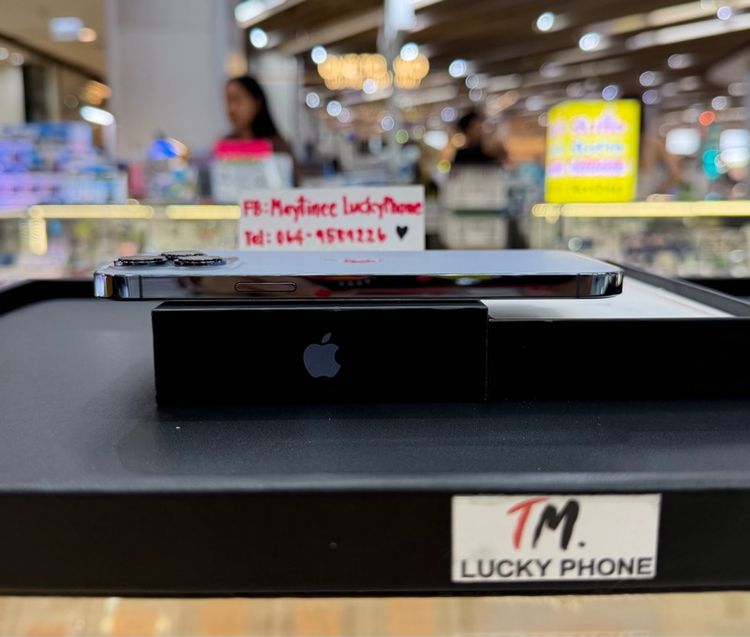 FB: Meytinee LuckyPhone
Tel: 064-9589226 ♥
TM.
LUCKY PHONE